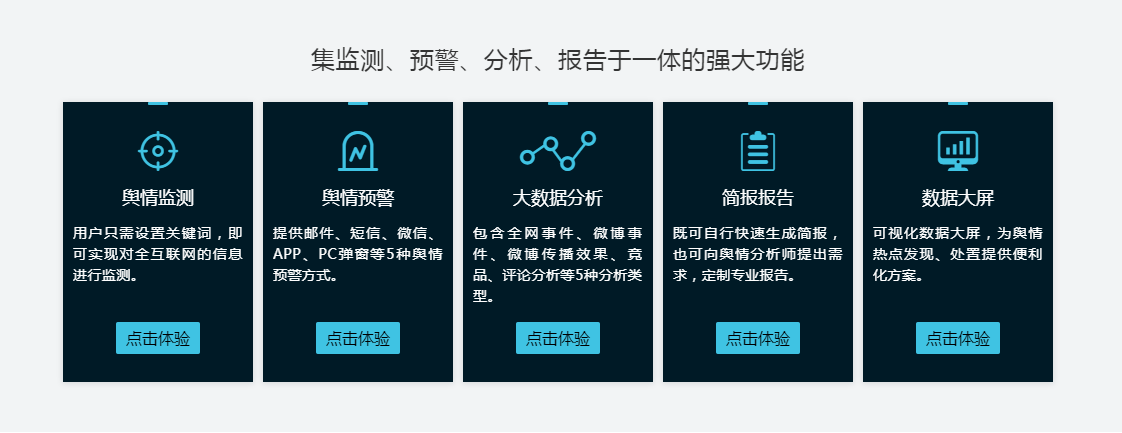 集监测、预警、分析、报告于一体的强大功能
舆情监测
用户只需设置关键词，即
可实现对全互联网的信息
进行监测。
点击体验
舆情预警
提供邮件、短信、微信、
APP、PC弹窗等5种舆情
预警方式。
点击体验
大数据分析
包含全网事件、微博事
件、微博传播效果、竞
品、评论分析等5种分析类
型。
点击体验
简报报告
既可自行快速生成简报，
也可向舆情分析师提出需
求，定制专业报告。
点击体验
数据大屏
可视化数据大屏，为舆情
热点发现、处置提供便利
化方案。
点击体验